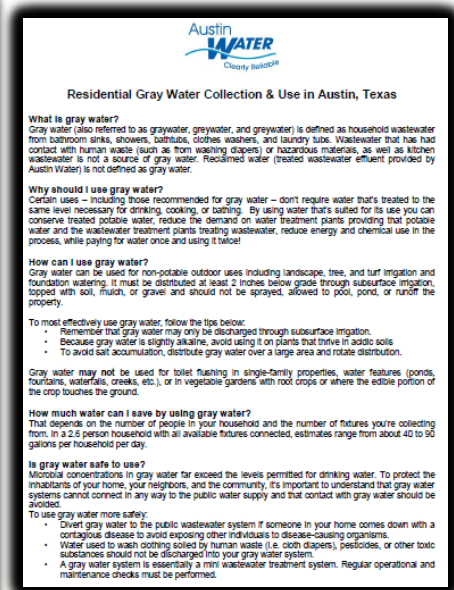 Austin
WATER
Clearly Reliable
Residential Gray Water Collection & Use in Austin, Texas
What is gray water?
Gray water (also referred to as graywater, greywater, and greywater) is defined as household wastewater
from bathroom sinks, showers, bathtubs, clothes washers, and laundry tubs. Wastewater that has had
contact with human waste (such as from washing diapers) or hazardous materials, as well as kitchen
wastewater is not a source of gray water. Reclaimed water (treated wastewater effluent provided by
Austin Water) is not defined as gray water.
Why should I use gray water?
Certain uses – including those recommended for gray water – don't require water that's treated to the
same level necessary for drinking, cooking, or bathing. By using water that's suited for its use you can
conserve treated potable water, reduce the demand on water treatment plants providing that potable
water and the wastewater treatment plants treating wastewater, reduce energy and chemical use in the
process, while paying for water once and using it twice!
How can I use gray water?
Gray water can be used for non-potable outdoor uses including landscape, tree, and turf irrigation and
foundation watering. It must be distributed at least 2 inches below grade through subsurface irrigation,
topped with soil, mulch, or gravel and should not be sprayed, allowed to pool, pond, or runoff the
property.
To most effectively use gray water, follow the tips below:
• Remember that gray water may only be discharged through subsurface irrigation.
• Because gray water is slightly alkaline, avoid using it on plants that thrive in acidic soils
• To avoid salt accumulation, distribute gray water over a large area and rotate distribution.
Gray water may not be used for toilet flushing in single-family properties, water features (ponds,
fountains, waterfalls, creeks, etc.), or in vegetable gardens with root crops or where the edible portion of
the crop touches the ground.
How much water can I save by using gray water?
That depends on the number of people in your household and the number of fixtures you're collecting
from. In a 2.6 person household with all available fixtures connected, estimates range from about 40 to 90
gallons per household per day.
Is gray water safe to use?
Microbial concentrations in gray water far exceed the levels permitted for drinking water. To protect the
inhabitants of your home, your neighbors, and the community, it's important to understand that gray water
systems cannot connect in any way to the public water supply and that contact with gray water should be
avoided.
To use gray water more safely:
• Divert gray water to the public wastewater system if someone in your home comes down with a
contagious disease to avoid exposing other individuals to disease-causing organisms.
• Water used to wash clothing soiled by human waste (i.e. cloth diapers), pesticides, or other toxic
substances should not be discharged into your gray water system.
• A gray water system is essentially a mini wastewater treatment system. Regular operational and
maintenance checks must be performed.